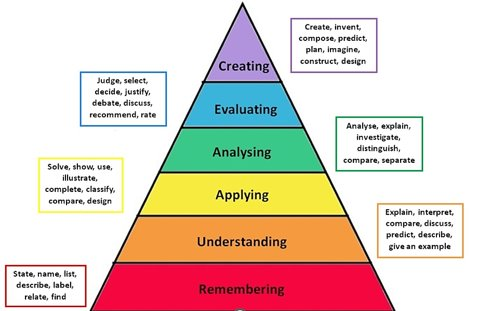 Create, invent,
compose, predict,
plan, imagine,
construct, design
Creating
Judge, select,
decide, justify,
debate, discuss,
recommend, rate
Evaluating
Analyse, explain,
investigate,
distinguish,
compare, separate
Analysing
Solve, show, use,
illustrate,
complete, classify,
compare, design
Applying
Explain, interpret,
compare, discuss,
predict, describe,
give an example
Understanding
State, name, list,
describe, label,
relate, find
Remembering